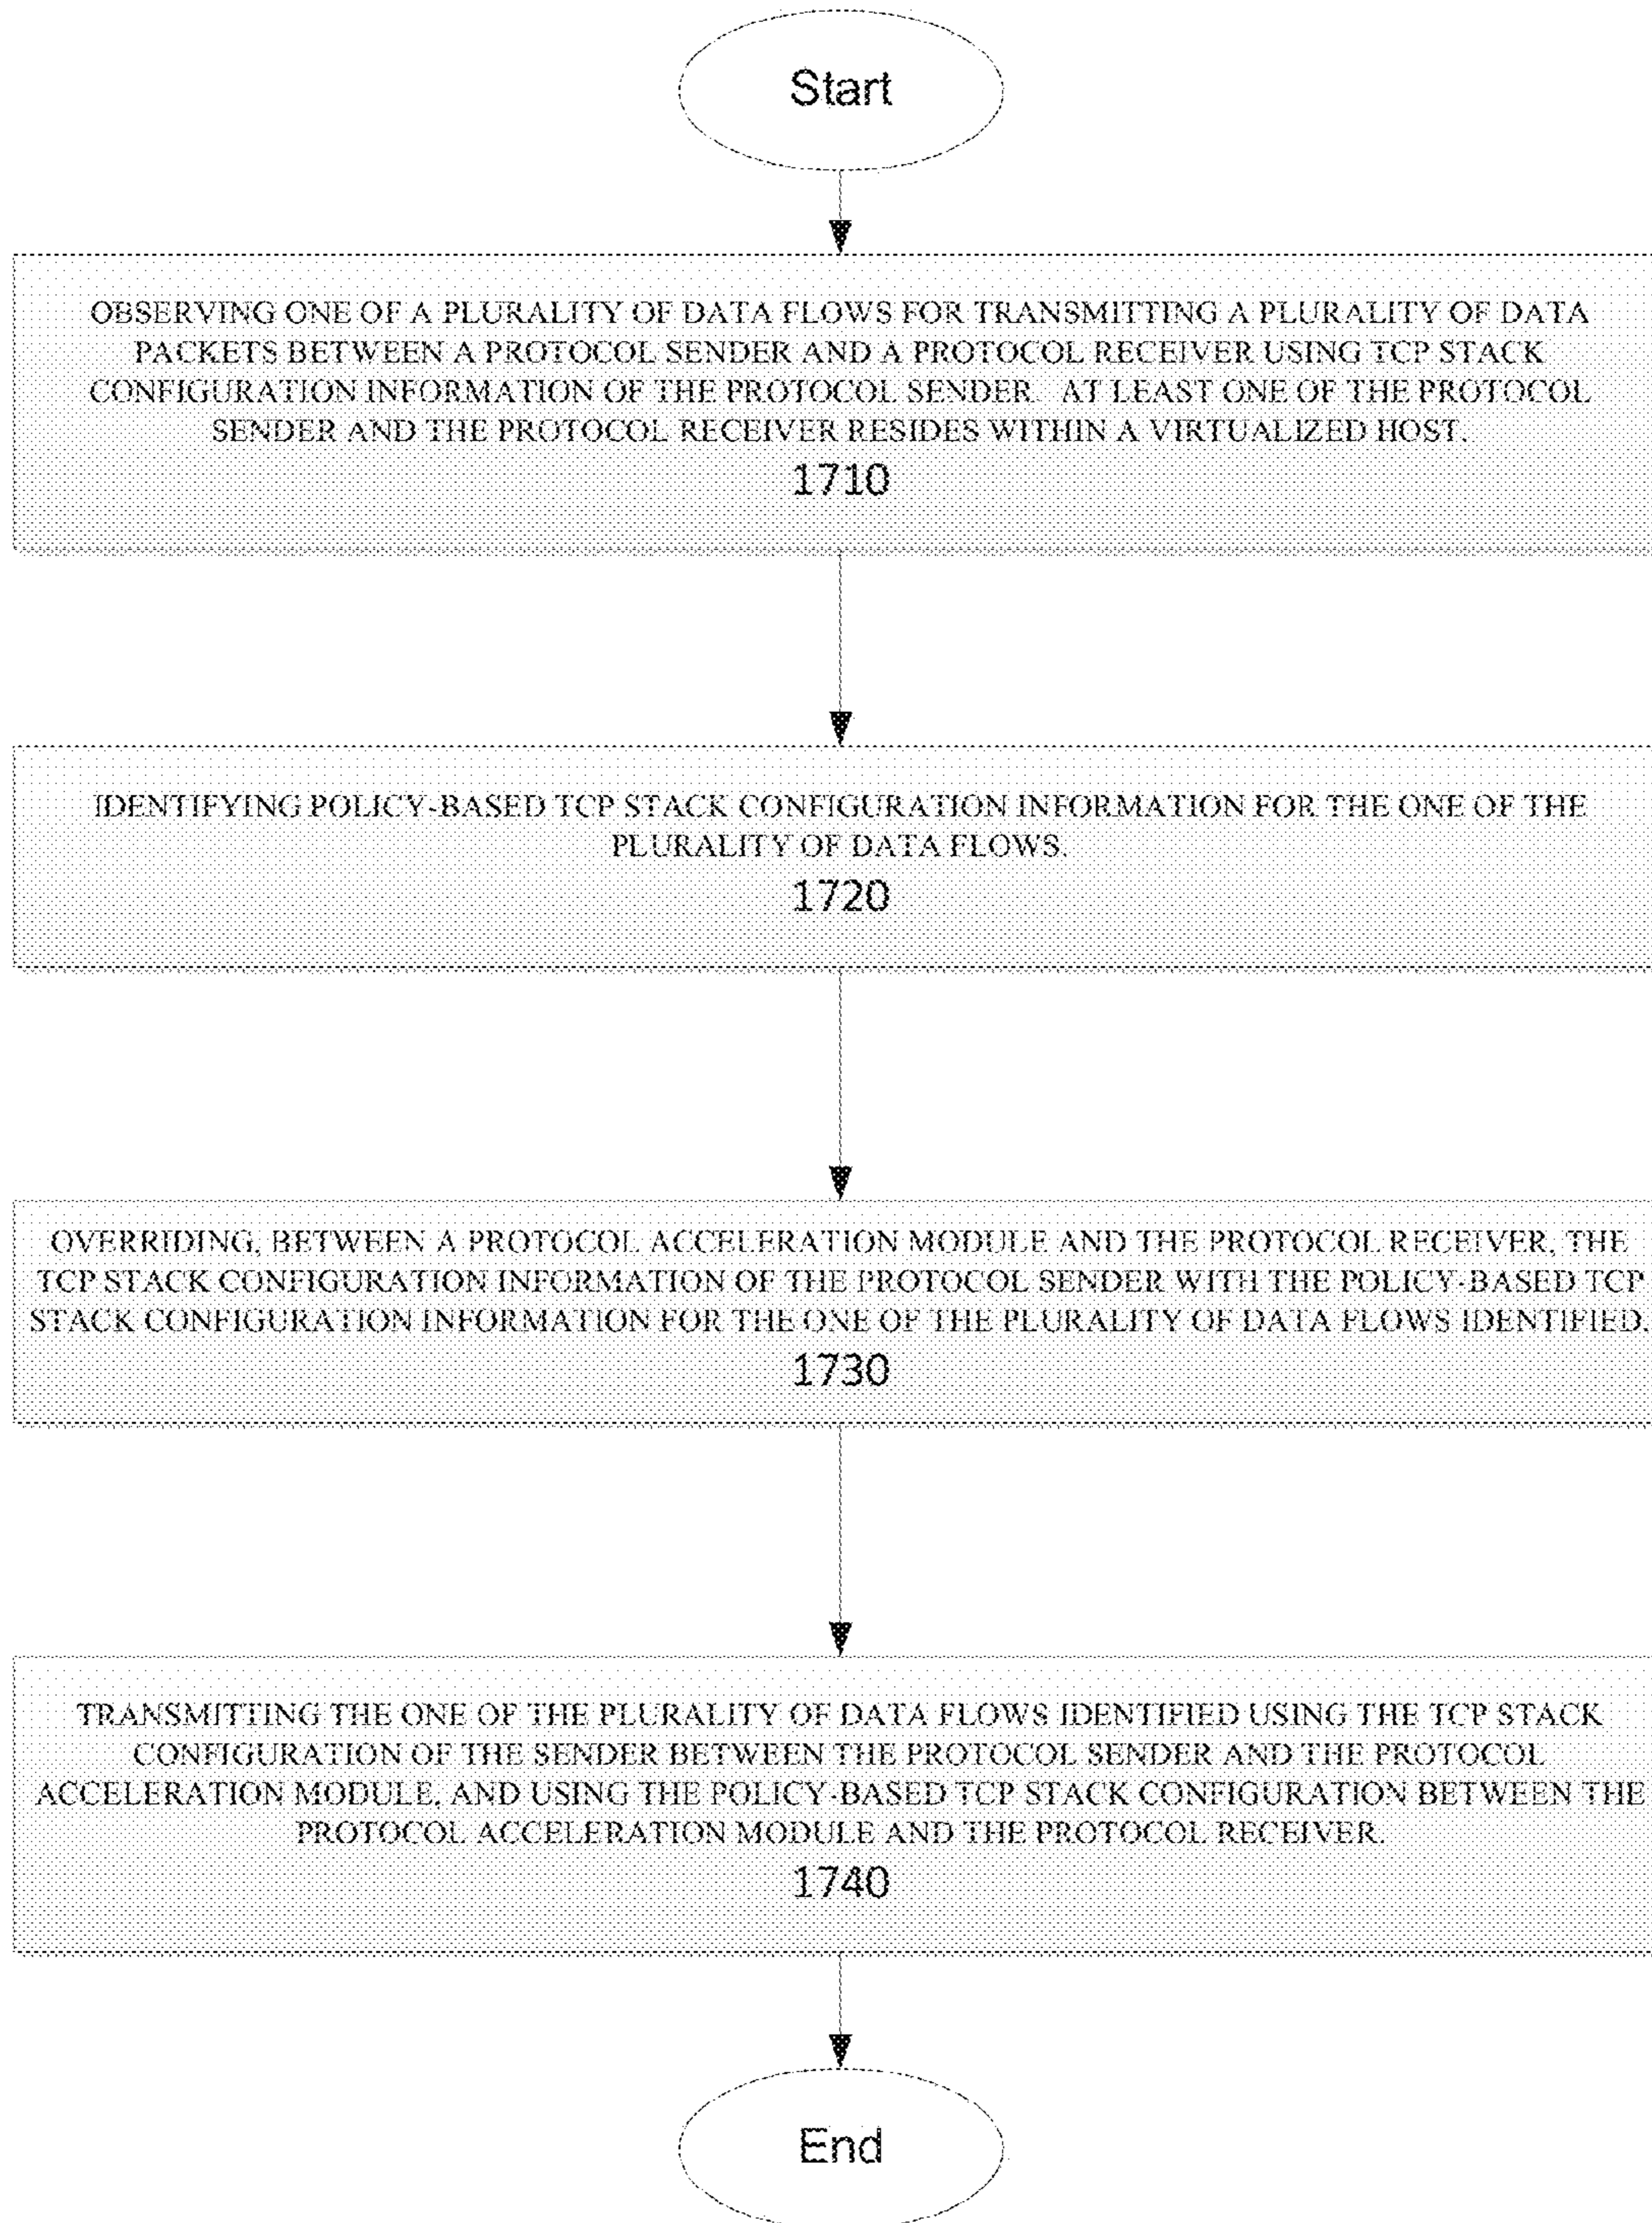 Start
OBSERVING ONE OF A PLURALITY OF DATA FLOWS FOR TRANSMITTING A PLURALITY OF DATA
PACKETS BETWEEN A PROTOCOL SENDER AND A PROTOCOL RECEIVER USING TCP STACK
CONFIGURATION INFORMATION OF THE PROTOCOL SENDER. AT LEAST ONE OF THE PROTOCOL
SENDER AND THE PROTOCOL RECEIVER RESIDES WITHIN A VIRTUALIZED HOST.
1710
IDENTIFYING POLICY-BASED TCP STACK CONFIGURATION INFORMATION FOR THE ONE OF THE
PLURALITY OF DATA FLOWS.
1720
OVERRIDING, BETWEEN A PROTOCOL ACCELERATION MODULE AND THE PROTOCOL RECEIVER, THE
TCP STACK CONFIGURATION INFORMATION OF THE PROTOCOL SENDER WITH THE POLICY-BASED TCP
STACK CONFIGURATION INFORMATION FOR THE ONE OF THE PLURALITY OF DATA FLOWS IDENTIFIED.
1730
TRANSMITTING THE ONE OF THE PLURALITY OF DATA FLOWS IDENTIFIED USING THE TCP STACK
CONFIGURATION OF THE SENDER BETWEEN THE PROTOCOL SENDER AND THE PROTOCOL
ACCELERATION MODULE, AND USING THE POLICY-BASED TCP STACK CONFIGURATION BETWEEN THE
PROTOCOL ACCELERATION MODULE AND THE PROTOCOL RECEIVER.
1740
End